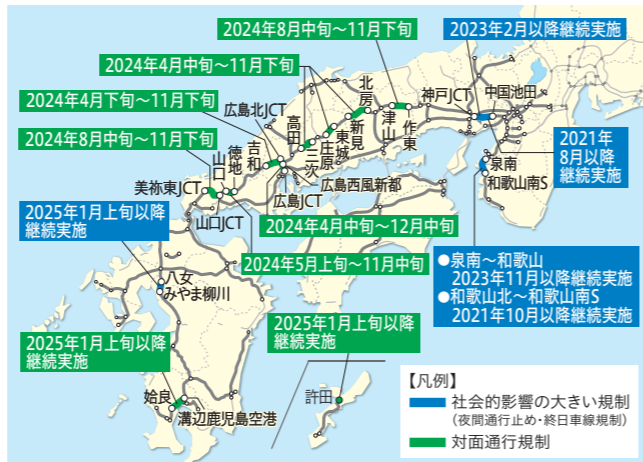 2024年8月中旬～11月下旬
2023年2月以降継続実施
2024年4月中旬～11月下旬
2024年4月下旬～11月下旬
2024年8月中旬～11月下旬
北房
津山
作東
神戸JCT
中国池田
広島北JCT
高田
三次
庄原
東城
新見
吉和
徳地
山口
美祢東JCT
山口JCT
広島JCT
広島西風新都
2021年
8月以降
継続実施
泉南
和歌山南S
2025年1月上旬以降
継続実施
2024年4月中旬～12月中旬
2024年5月上旬～11月中旬
●泉南～和歌山
2023年11月以降継続実施
●和歌山北～和歌山南S
2021年10月以降継続実施
八女
みやま柳川
2025年1月上旬以降
継続実施
2025年1月上旬以降
継続実施
姶良
溝辺鹿児島空港
許田
【凡例】
社会的影響の大きい規制
（夜間通行止め・終日車線規制）
対面通行規制